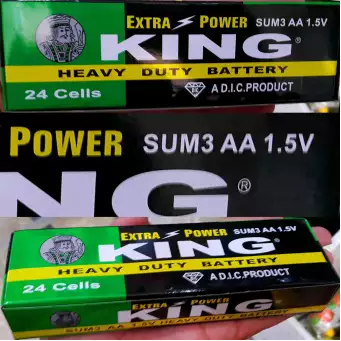 EXTRA POWER SUM3 AA 1.5V
KING®
HEAVY DUTY BATTERY
24 Cells A D.I.C.PRODUCT
POWER SUM3 AA 1.5V
NG®
EXTRA POWER SUM3 AA 1.5V
KING®
HEAVY DUTY BATTERY
24 Cells A D.I.C.PRODUCT
EXTRA POWER
SUM3 AA 1.5V HEAVY DUTY BATTERY